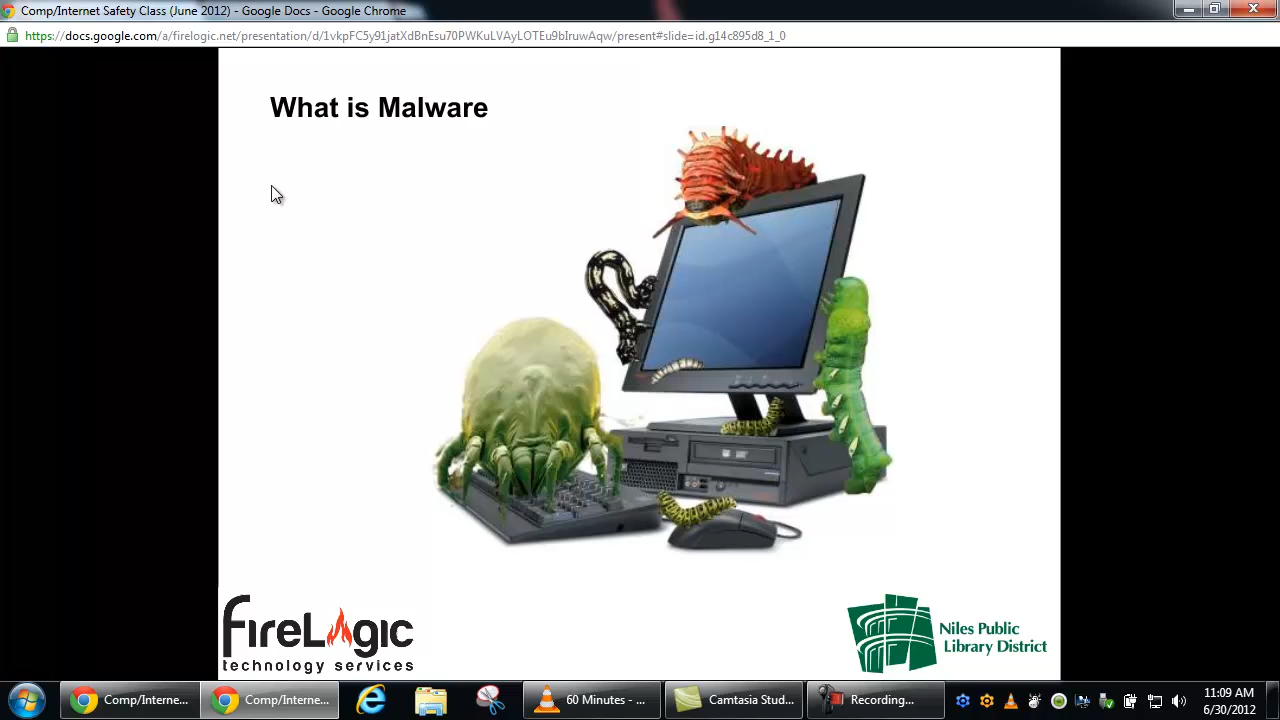 Comp/Internet Safety Class (June 2012) - Google Docs - Google Chrome
https://docs.google.com/a/firelogic.net/presentation/d/1vkpFC5y91jatXdBnEsu70PWKuLVAyLOTEu9bIruwAqw/present#slide=id.g14c895d8_1_0
What is Malware
FireLogic
technology services
Niles Public
Library District
Comp/Interne...
Comp/Interne...
60 Minutes - ...
Camtasia Stud...
Recording...
11:09 AM
6/30/2012